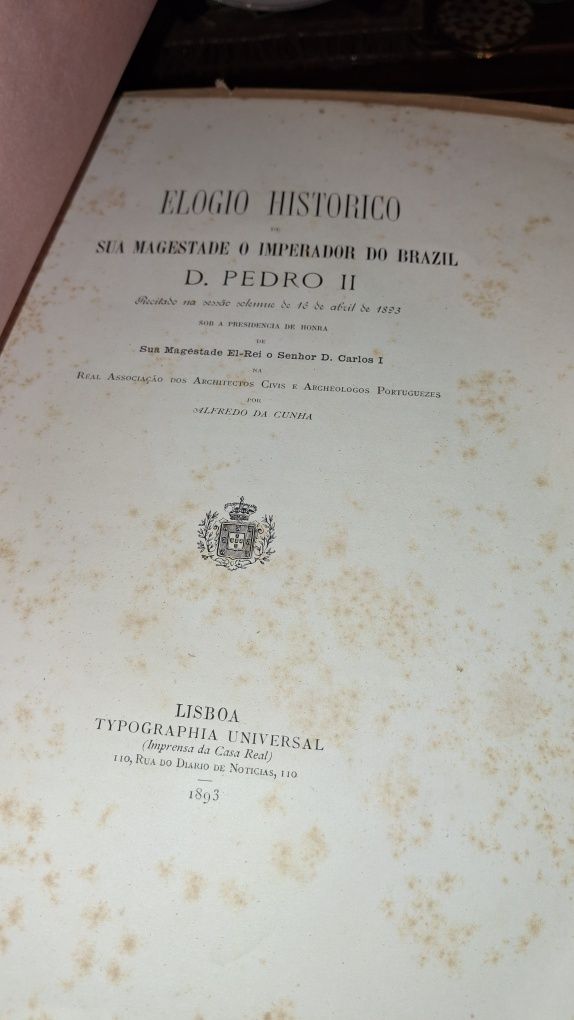 ELOGIO HISTORICO
DE
SUA MAGESTADE O IMPERADOR DO BRAZIL
D. PEDRO II
Recitado na sessão solemne de 16 de abril de 1893
SOB A PRESIDENCIA DE HONRA
DE
Sua Magestade El-Rei o Senhor D. Carlos I
NA
REAL ASSOCIAÇÃO DOS ARCHITECTOS CIVIS E ARCHEOLOGOS PORTUGUEZES
POR
ALFREDO DA CUNHA
LISBOA
TYPOGRAPHIA UNIVERSAL
(Imprensa da Casa Real)
110, RUA DO DIARIO DE NOTICIAS, 110
1893